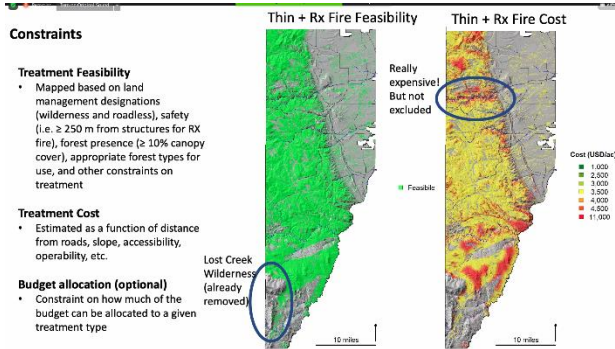 Thin + Rx Fire Feasibility
Thin + Rx Fire Cost
Constraints
Treatment Feasibility
• Mapped based on land
management designations
(wilderness and roadless), safety
(i.e. ≥ 250 m from structures for RX
fire), forest presence (≥ 10% canopy
cover), appropriate forest types for
use, and other constraints on
treatment
Treatment Cost
• Estimated as a function of distance
from roads, slope, accessibility,
operability, etc.
Budget allocation (optional)
• Constraint on how much of the
budget can be allocated to a given
treatment type
Lost Creek
Wilderness
(already
removed)
Feasible
10 miles
Really
expensive!
But not
excluded
Cost (USD/ac)
1,000
2,500
3,000
3,500
4,000
4,500
11,000
10 miles